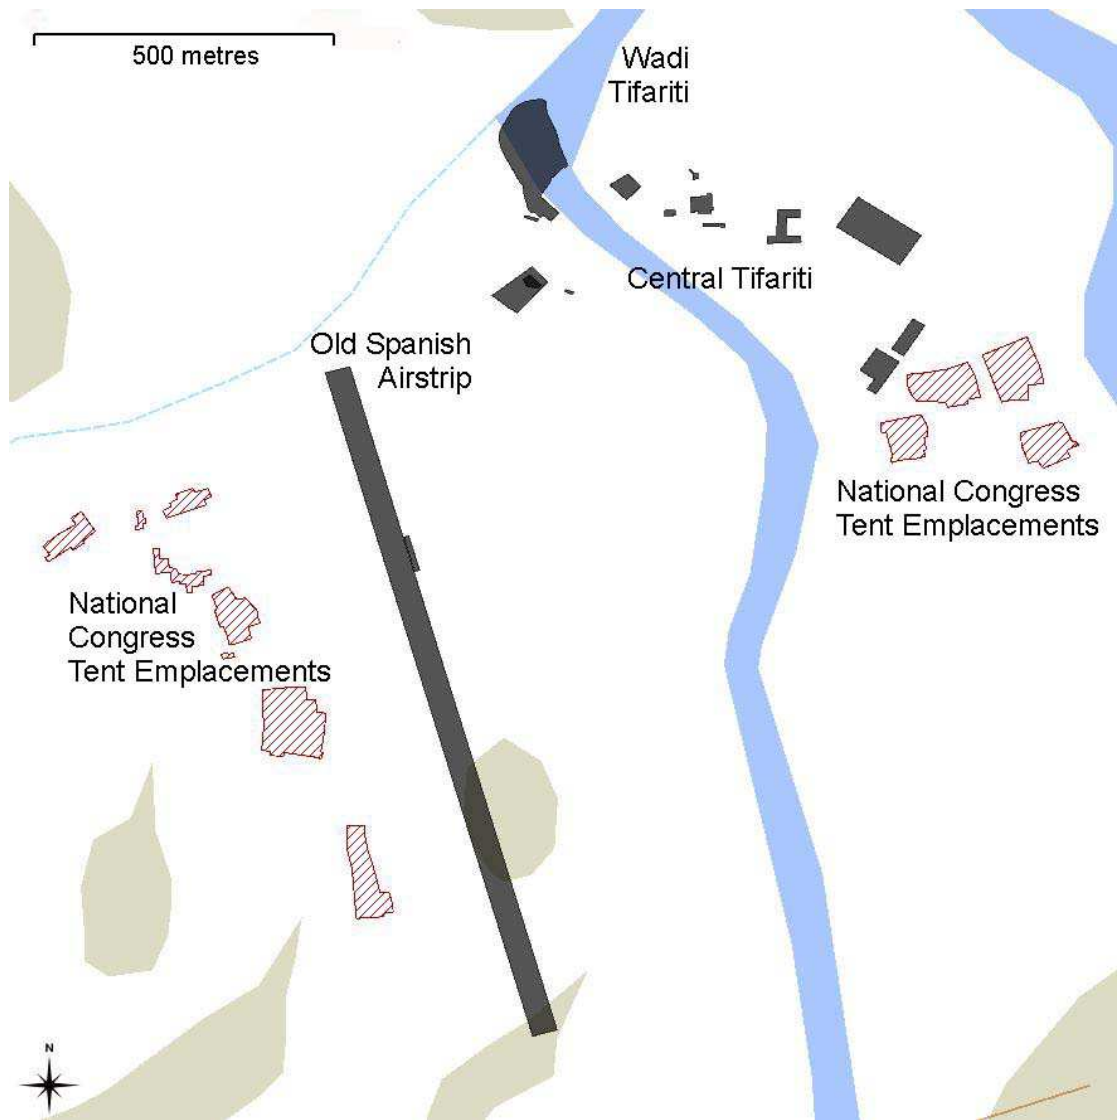 500 metres
Wadi
Tifariti
Central Tifariti
Old Spanish
Airstrip
National Congress
Tent Emplacements
National
Congress
Tent Emplacements
N